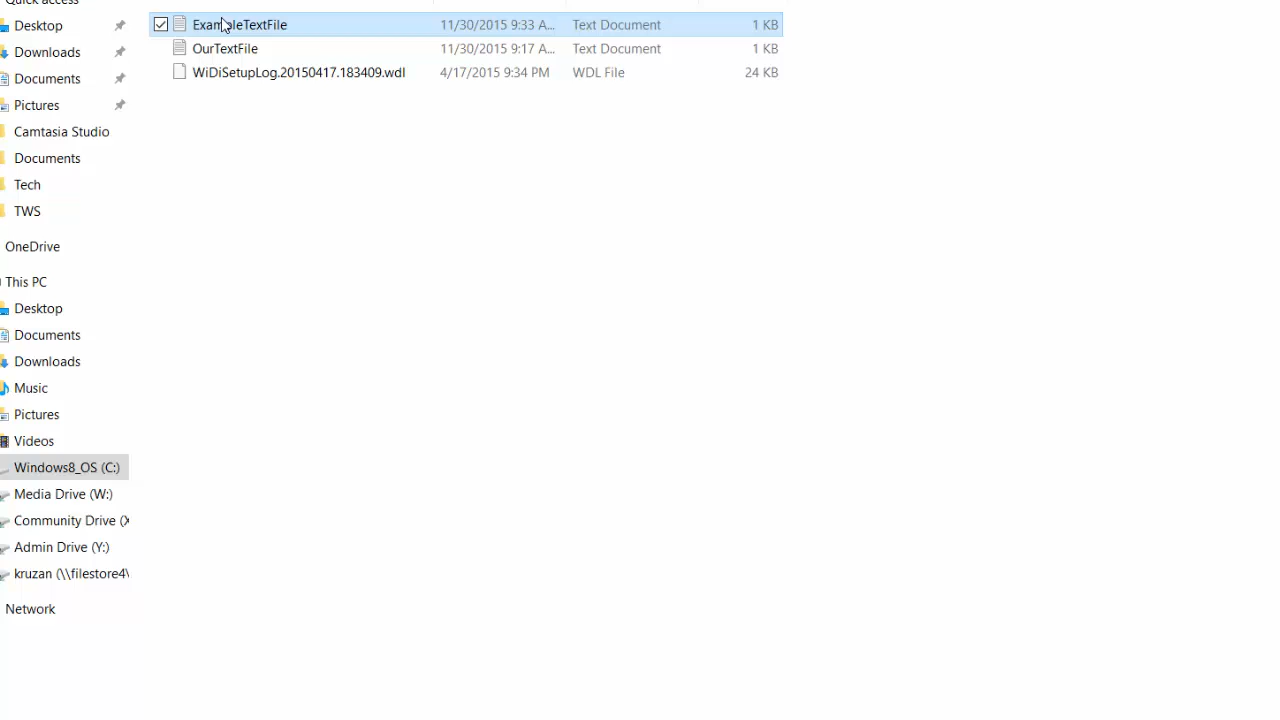 Quick access
Desktop
Downloads
Documents
Pictures
Camtasia Studio
Documents
Tech
TWS
OneDrive
This PC
Desktop
Documents
Downloads
Music
Pictures
Videos
Windows8_OS (C:)
Media Drive (W:)
Community Drive (X
Admin Drive (Y:)
kruzan (\\filestore4\
Network
ExampleTextFile 11/30/2015 9:33 A... Text Document 1 KB
OurTextFile 11/30/2015 9:17 A... Text Document 1 KB
WiDiSetupLog.20150417.183409.wdl 4/17/2015 9:34 PM WDL File 24 KB